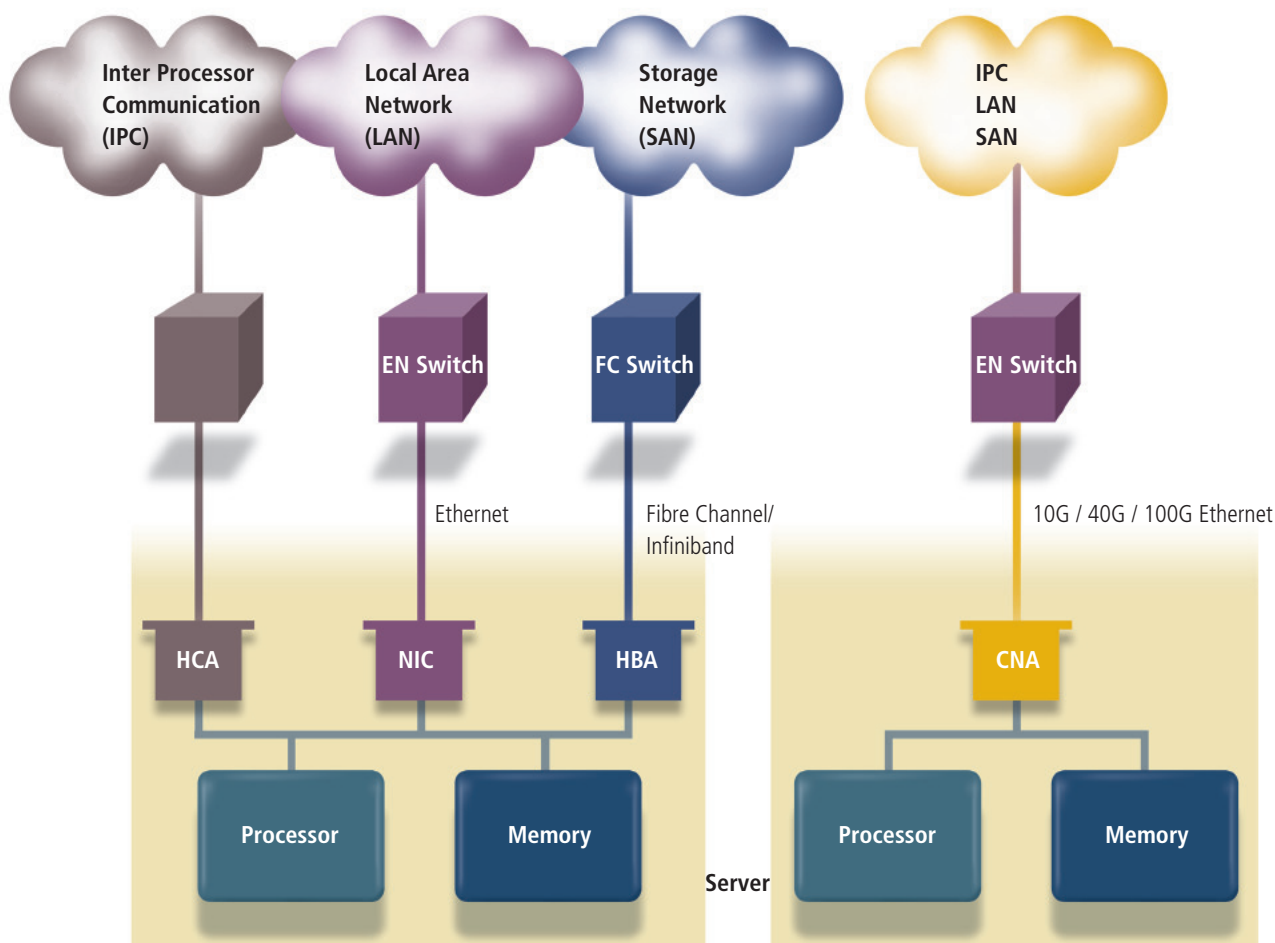 Inter Processor
Communication
(IPC)
Local Area
Network
(LAN)
Storage
Network
(SAN)
IPC
LAN
SAN
EN Switch
FC Switch
EN Switch
Ethernet
Fibre Channel/
Infiniband
10G / 40G / 100G Ethernet
HCA
NIC
HBA
CNA
Processor
Memory
Processor
Memory
Server